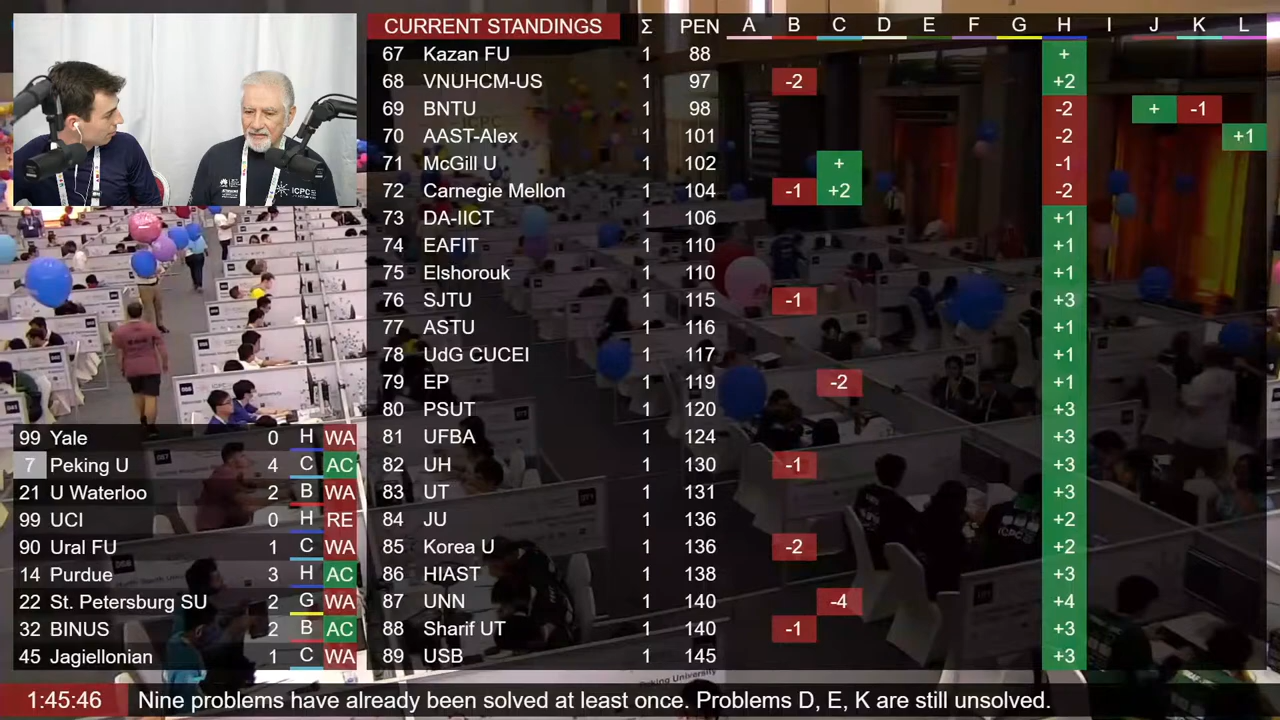 CURRENT STANDINGS Σ PEN A B C D E F G H I J K L
67 Kazan FU 1 88 +
68 VNUHCM-US 1 97 -2 +2
69 BNTU 1 98 -2 + -1
70 AAST-Alex 1 101 -2 +1
71 McGill U 1 102 + -1
72 Carnegie Mellon 1 104 -1 +2 -2
73 DA-IICT 1 106 +1
74 EAFIT 1 110 +1
75 Elshorouk 1 110 +1
76 SJTU 1 115 -1 +3
77 ASTU 1 116 +1
78 UdG CUCEI 1 117 +1
79 EP 1 119 -2 +1
80 PSUT 1 120 +3
81 UFBA 1 124 +3
82 UH 1 130 -1 +3
83 UT 1 131 +3
84 JU 1 136 +2
85 Korea U 1 136 -2 +2
86 HIAST 1 138 +3
87 UNN 1 140 -4 +4
88 Sharif UT 1 140 -1 +3
89 USB 1 145 +3
ICPC
99 Yale 0 H WA
7 Peking U 4 C AC
21 U Waterloo 2 B WA
99 UCI 0 H RE
90 Ural FU 1 C WA
14 Purdue 3 H AC
22 St. Petersburg SU 2 G WA
32 BINUS 2 B AC
45 Jagiellonian 1 C WA
Peking University
1:45:46 Nine problems have already been solved at least once. Problems D, E, K are still unsolved.